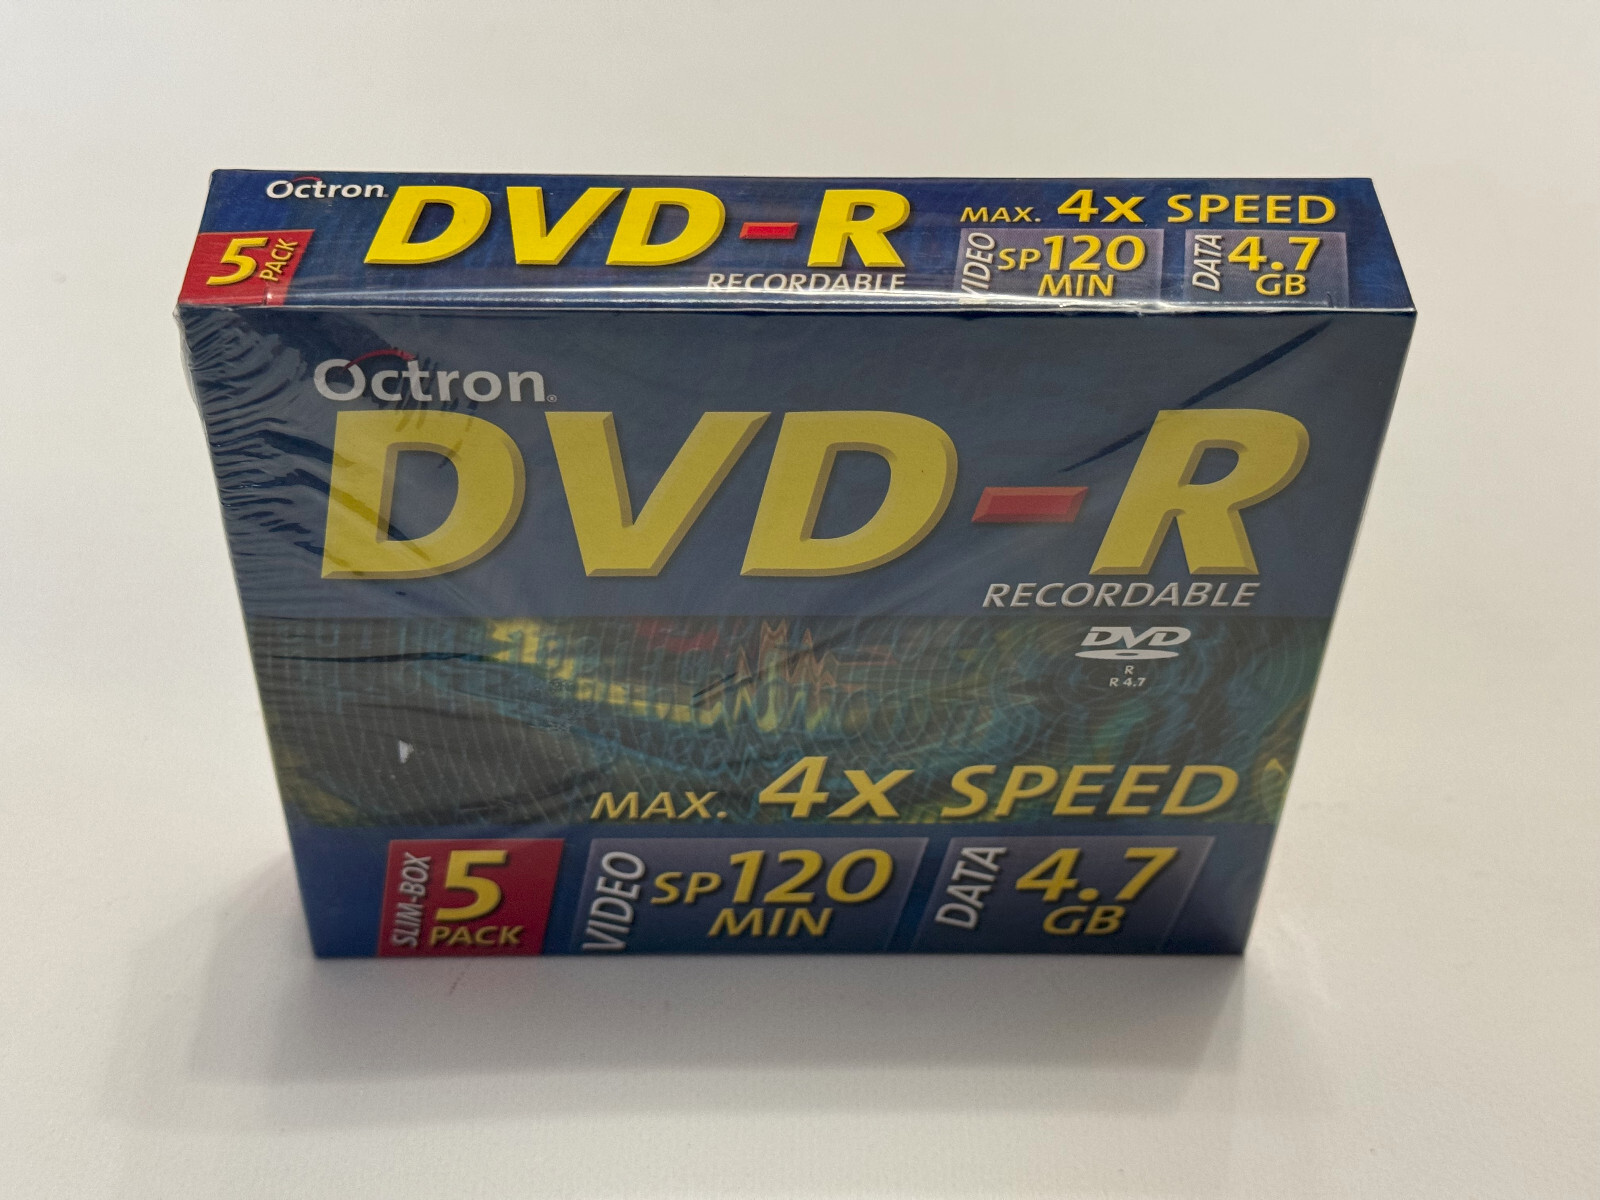 Octron
DVD-R
RECORDABLE
5 PACK
MAX. 4x SPEED
VIDEO SP 120 MIN
DATA 4.7 GB
Octron®
DVD-R
RECORDABLE
DVD
R
R 4.7
MAX. 4x SPEED
SLIM-BOX 5 PACK
VIDEO SP 120 MIN
DATA 4.7 GB